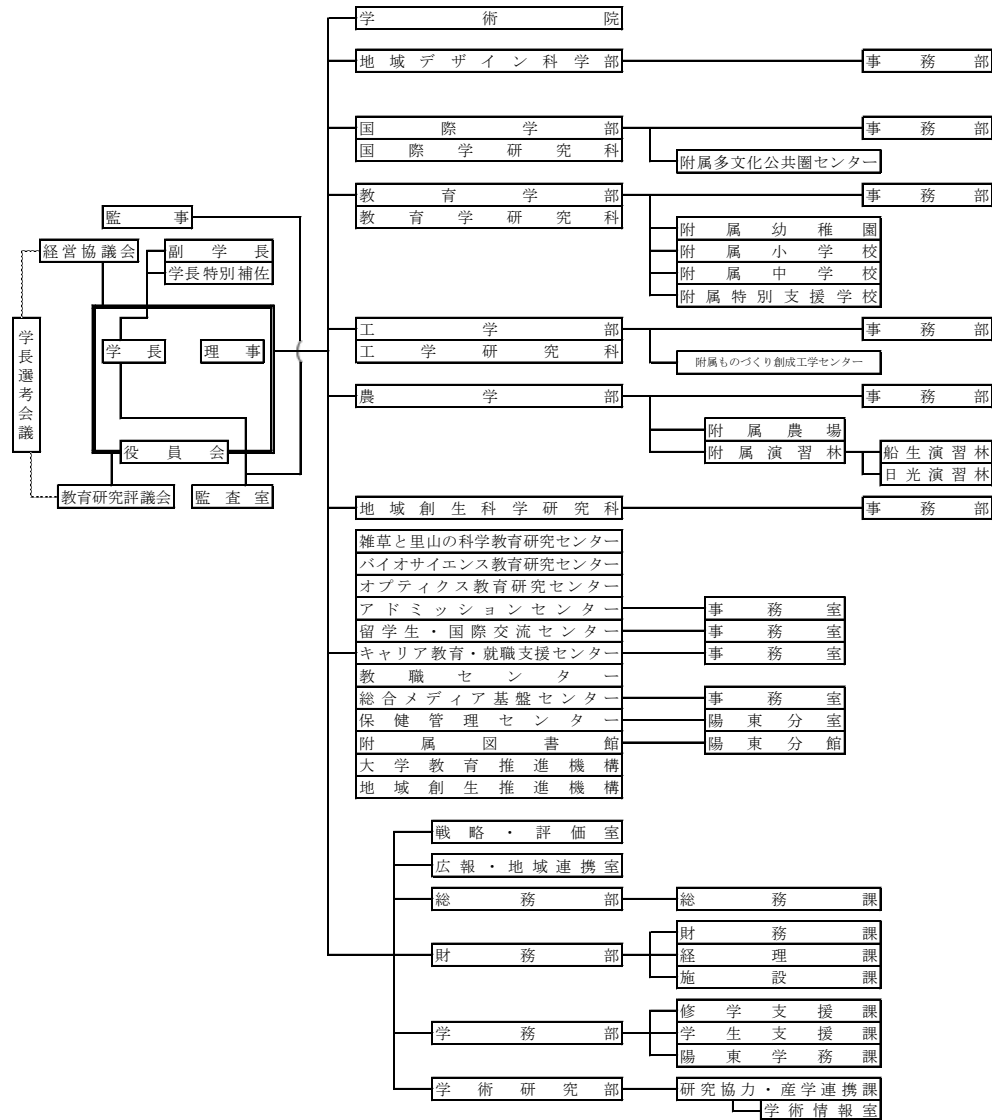 学術院
地域デザイン科学部 事務部
国際学部 事務部
国際学研究科
附属多文化公共圏センター
教育学部 事務部
教育学研究科
附属幼稚園
附属小学校
附属中学校
附属特別支援学校
監事
経営協議会
副学長
学長特別補佐
学長選考会議
学長 理事
役員会
教育研究評議会 監査室
工学部 事務部
工学研究科
附属ものづくり創成工学センター
農学部 事務部
附属農場
附属演習林 船生演習林
日光演習林
地域創生科学研究科 事務部
雑草と里山の科学教育研究センター
バイオサイエンス教育研究センター
オプティクス教育研究センター
アドミッションセンター 事務室
留学生・国際交流センター 事務室
キャリア教育・就職支援センター 事務室
教職センター
総合メディア基盤センター 事務室
保健管理センター 陽東分室
附属図書館 陽東分館
大学教育推進機構
地域創生推進機構
戦略・評価室
広報・地域連携室
総務部 総務課
財務部 財務課
経理課
施設課
学務部 修学支援課
学生支援課
陽東学務課
学術研究部 研究協力・産学連携課
学術情報室